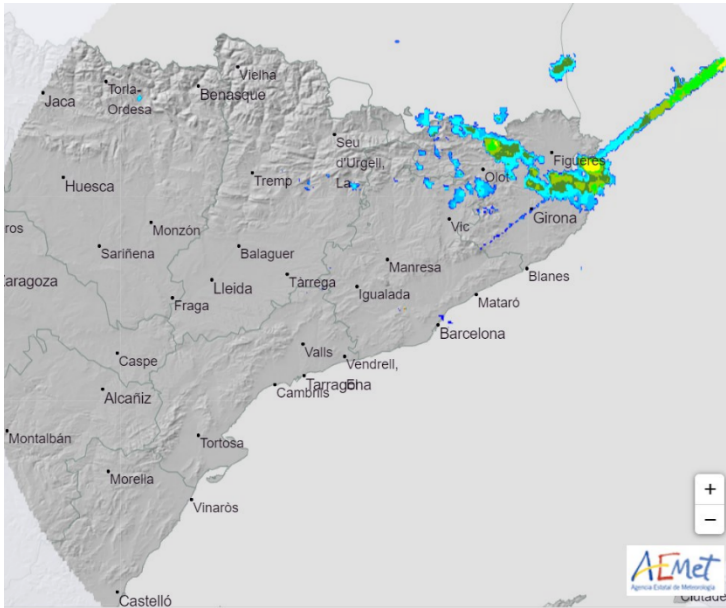 Vielha
Torla-
Ordesa
Benasque
Jaca
Seu
d'Urgell,
La
Figueres
Olot
Tremp
Huesca
Girona
Vic
Monzón
ros
Sariñena
Balaguer
Manresa
Blanes
Lleida
Tàrrega
Igualada
Mataró
aragoza
Fraga
Barcelona
Valls
Caspe
Vendrell,
El
Tarragona
Cambrils
Alcañiz
Montalbán
Tortosa
Morella
Vinaròs
+
−
AEMet
Agencia Estatal de Meteorología
Castelló
Ciutade